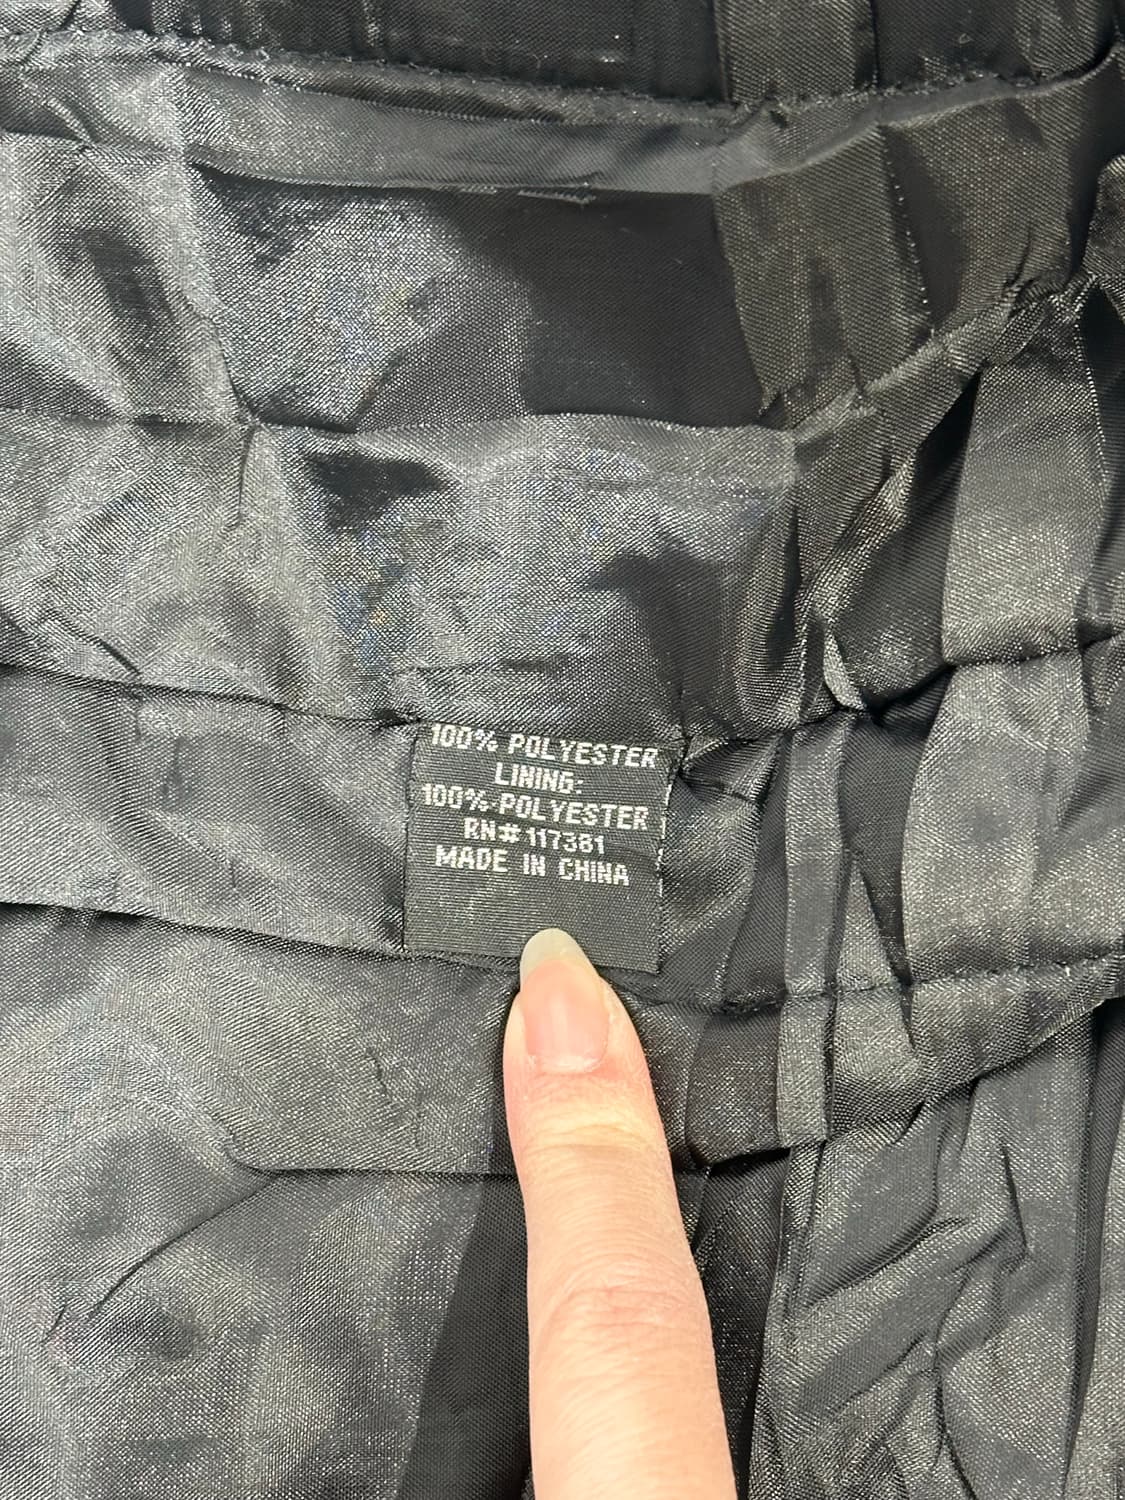 100% POLYESTER
LINING:
100% POLYESTER
RN# 117381
MADE IN CHINA